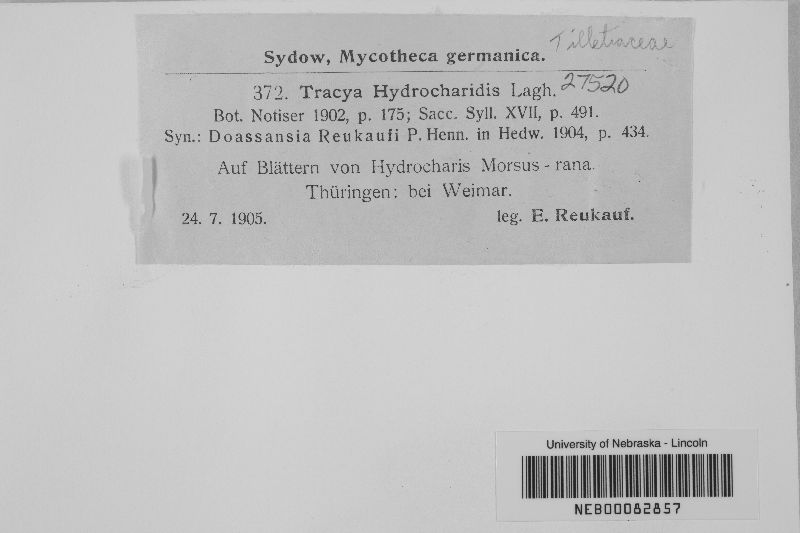 Tilletiaceae
Sydow, Mycotheca germanica.
372. Tracya Hydrocharidis Lagh. 27520
Bot. Notiser 1902, p. 175; Sacc. Syll. XVII, p. 491.
Syn.: Doassansia Reukaufi P. Henn. in Hedw. 1904, p. 434.
Auf Blättern von Hydrocharis Morsus-rana.
Thüringen: bei Weimar.
24. 7. 1905. leg. E. Reukauf.
University of Nebraska - Lincoln
NEB00082857